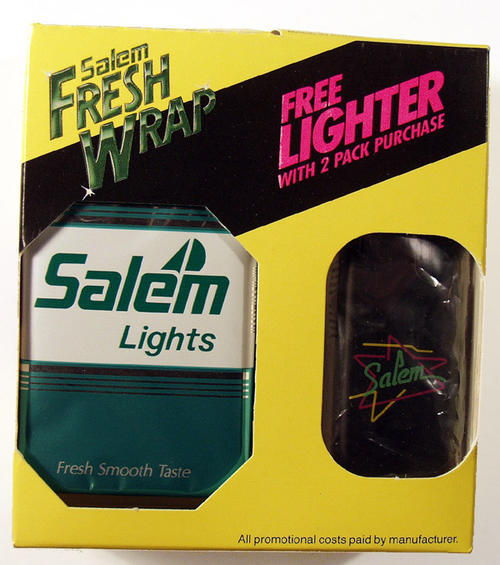 Salem
FRESH
WRAP
FREE
LIGHTER
WITH 2 PACK PURCHASE
Salem
Lights
Fresh Smooth Taste
Salem
All promotional costs paid by manufacturer.